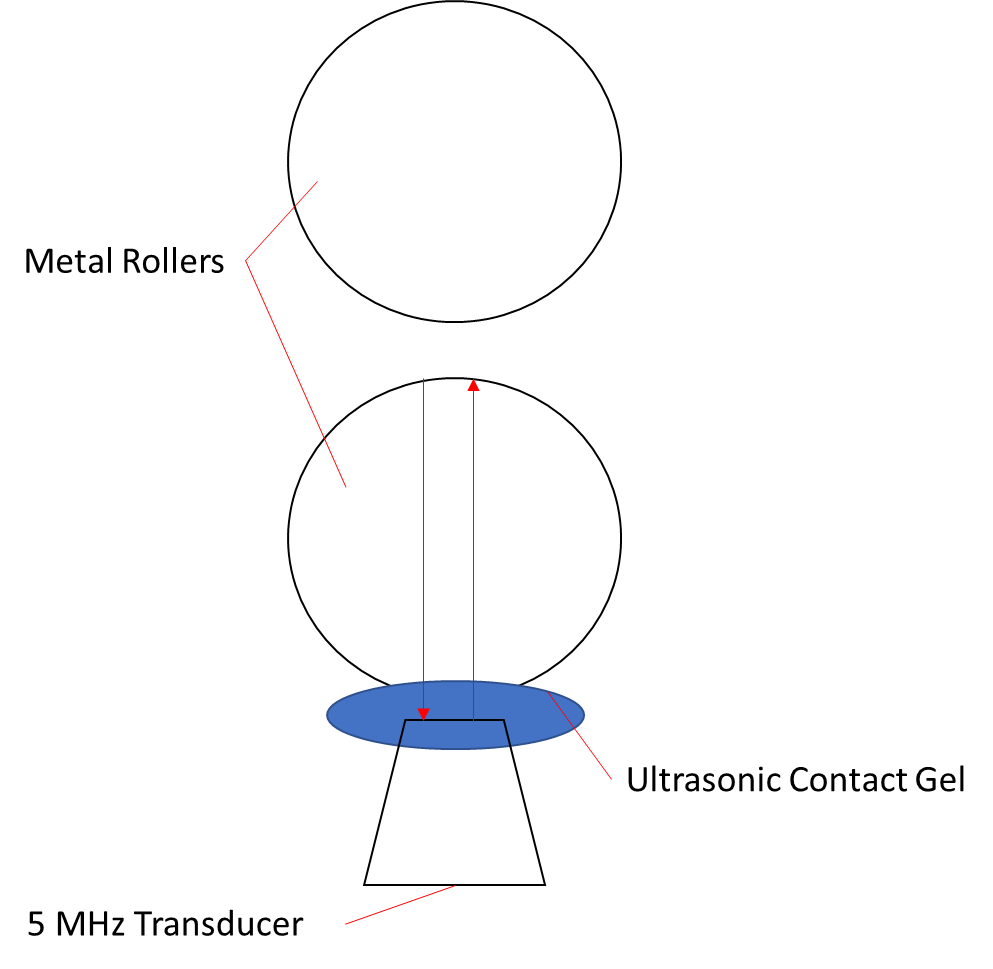 Metal Rollers
Ultrasonic Contact Gel
5 MHz Transducer